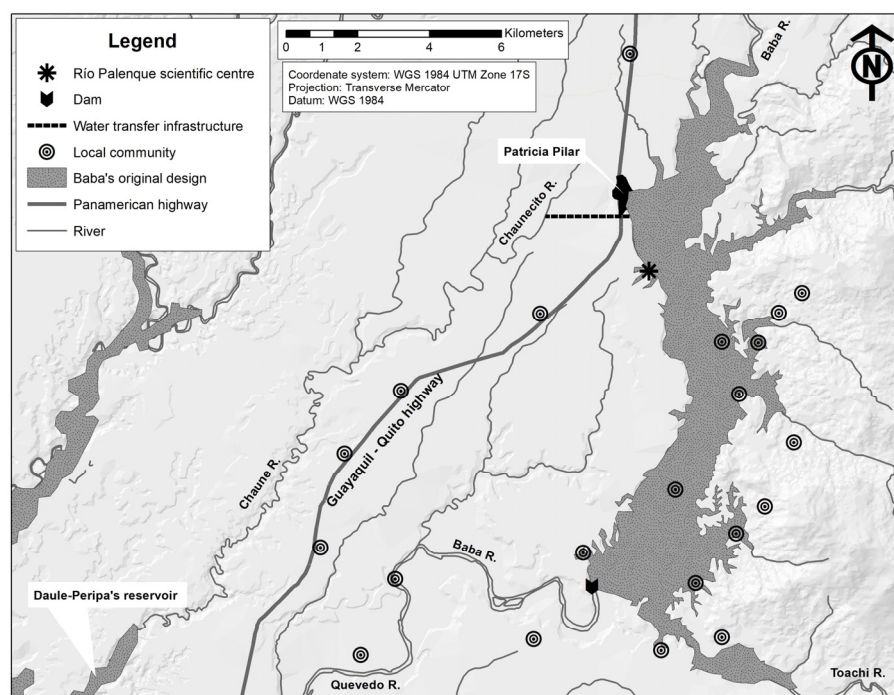 Legend
Río Palenque scientific centre
Dam
Water transfer infrastructure
Local community
Baba's original design
Panamerican highway
River
Kilometers
0 1 2 4 6
Coordenate system: WGS 1984 UTM Zone 17S
Projection: Transverse Mercator
Datum: WGS 1984
Baba R.
N
Patricia Pilar
Chaunecito R.
Guayaquil - Quito highway
Chaune R.
Baba R.
Daule-Peripa's reservoir
Quevedo R.
Toachi R.